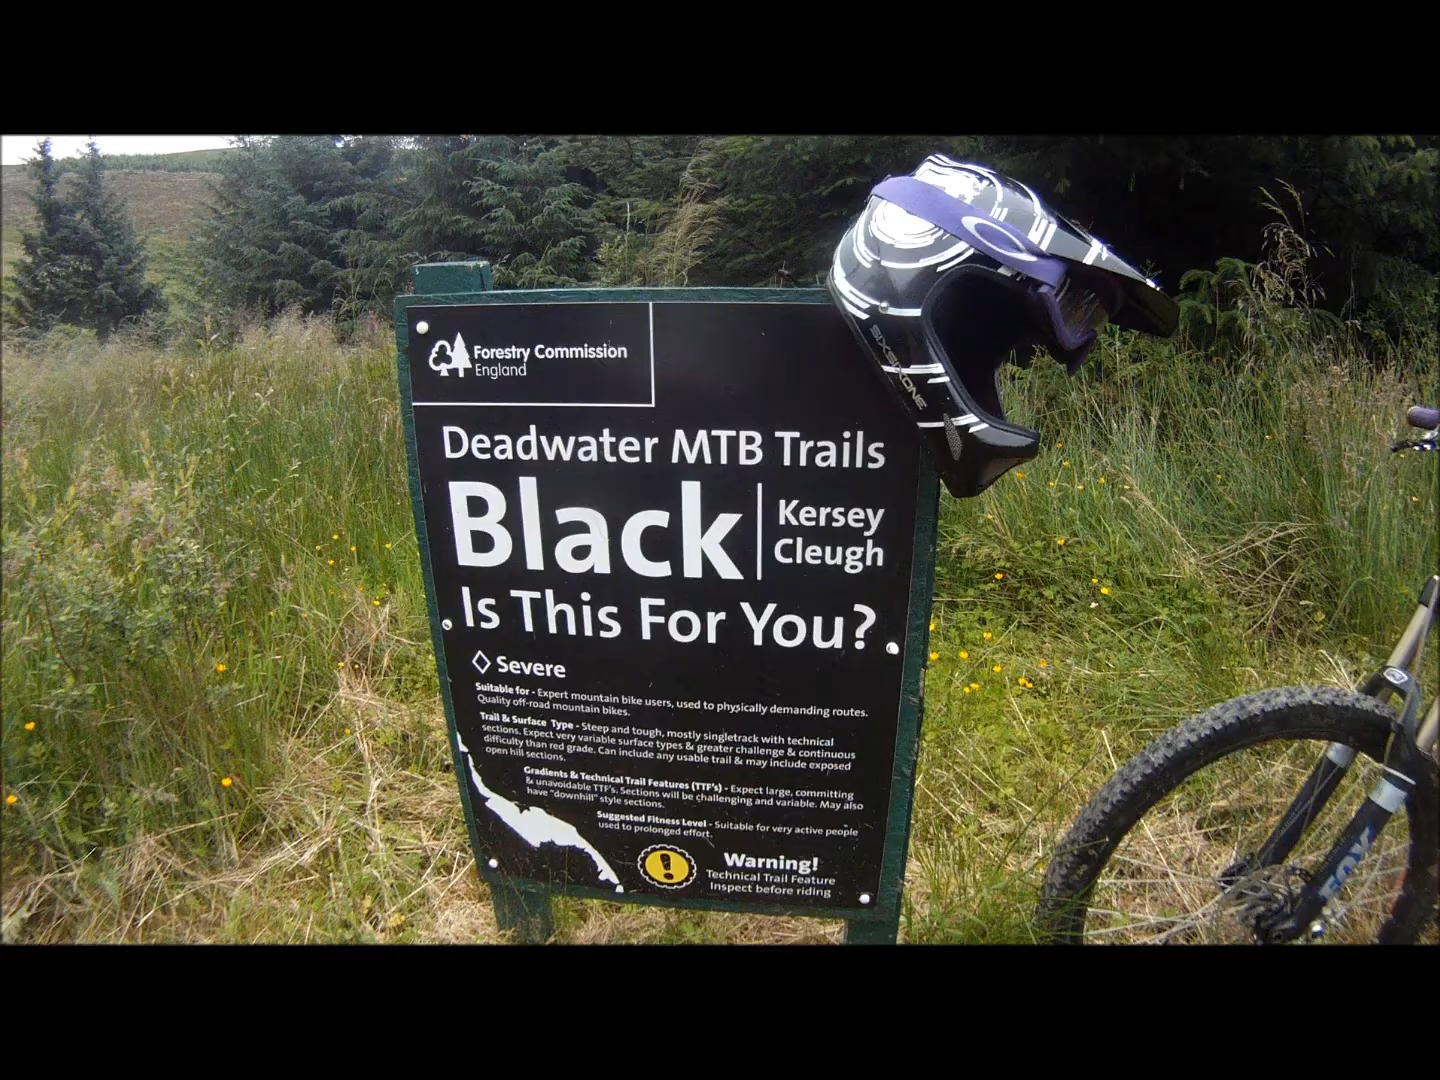 Forestry Commission
England
Deadwater MTB Trails
Black
Kersey
Cleugh
Is This For You?
Severe
Suitable for - Expert mountain bike users, used to physically demanding routes.
Quality off-road mountain bikes.
Trail & Surface Type - Steep and tough, mostly singletrack with technical
sections. Expect very variable surface types & greater challenge & continuous
difficulty than red grade. Can include any usable trail & may include exposed
open hill sections.
Gradients & Technical Trail Features (TTF's) - Expect large, committing
& unavoidable TTF's. Sections will be challenging and variable. May also
have "downhill" style sections.
Suggested Fitness Level - Suitable for very active people
used to prolonged effort.
!
Warning!
Technical Trail Feature
Inspect before riding
SIXSIXONE
FOX